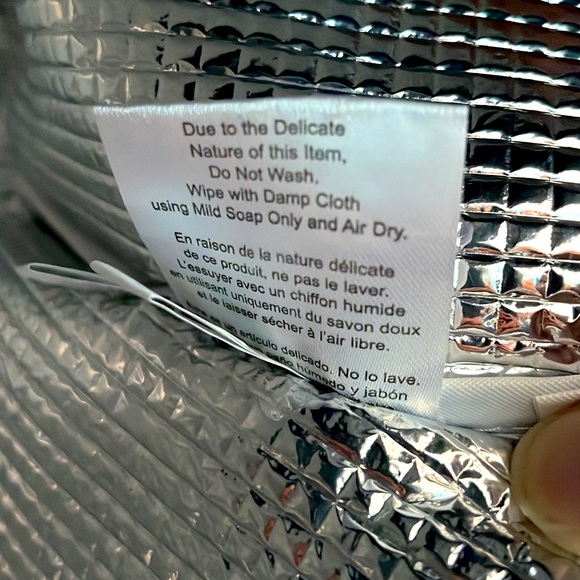 Due to the Delicate
Nature of this Item,
Do Not Wash.
Wipe with Damp Cloth
using Mild Soap Only and Air Dry.
En raison de la nature délicate
de ce produit, ne pas le laver.
L'essuyer avec un chiffon humide
en utilisant uniquement du savon doux
et le laisser sécher à l'air libre.
un artículo delicado. No lo lave.
paño húmedo y jabón